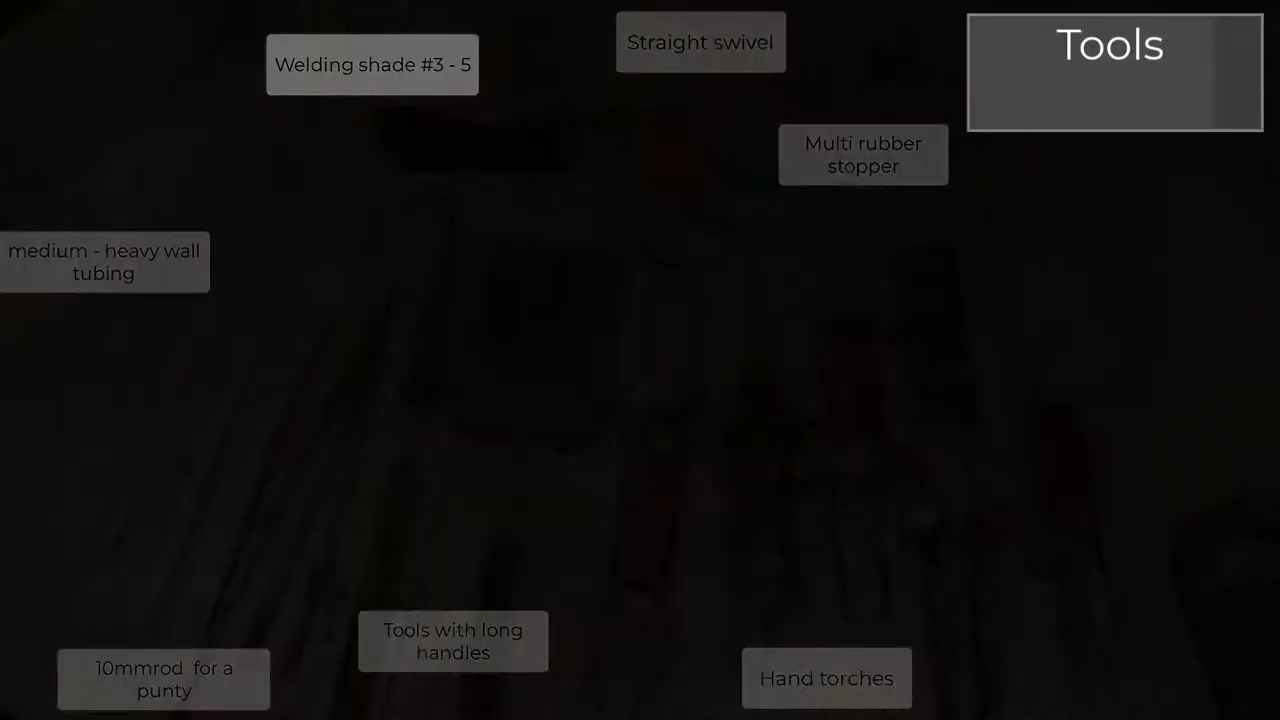 Straight swivel
Tools
Welding shade #3 - 5
Multi rubber
stopper
medium - heavy wall
tubing
Tools with long
handles
10mmrod for a
punty
Hand torches